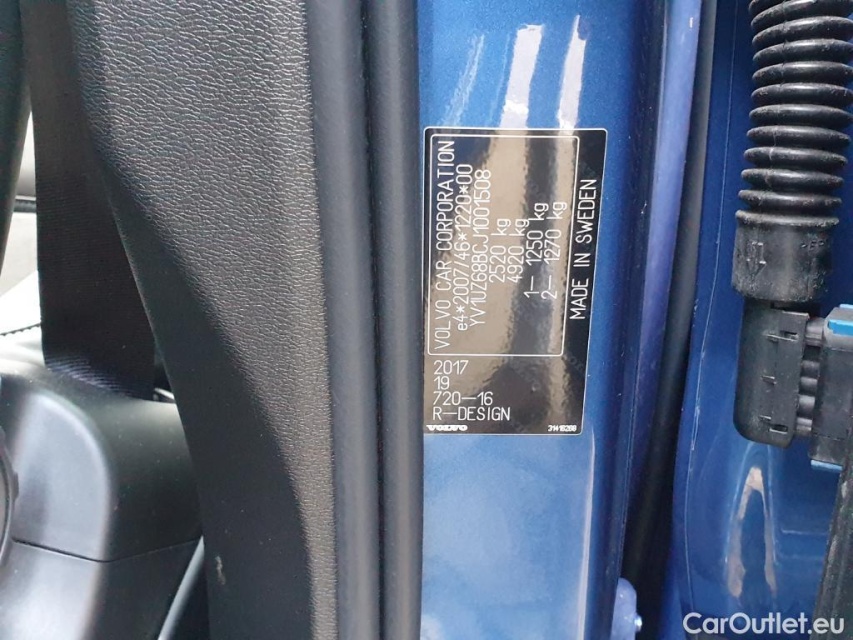 VOLVO CAR CORPORATION
e4*2007/46*1220*00
YV1UZ68BCJ1001508
2520 kg
4920 kg
1– 1250 kg
2– 1270 kg
MADE IN SWEDEN
2017
19
720–16
R–DESIGN
VOLVO
CarOutlet.eu